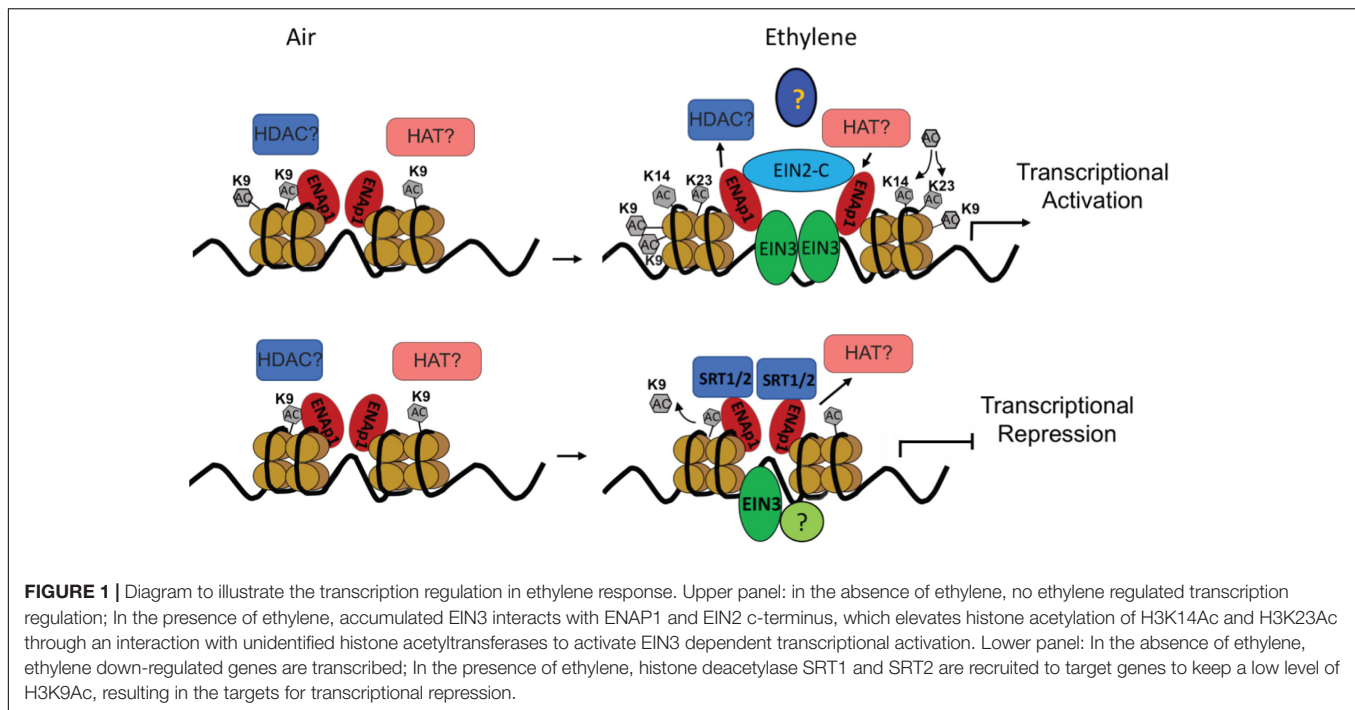 Air
Ethylene
?
HDAC?
HAT?
K9
K9
AC
AC
ENAp1
ENAp1
K9
AC
HDAC?
HAT?
AC
EIN2-C
K14
K23
AC
AC
ENAp1
ENAp1
K9
AC
AC
K9
EIN3
EIN3
K14
K23
AC
AC
K9
AC
Transcriptional
Activation
HDAC?
HAT?
K9
AC
ENAp1
ENAp1
K9
AC
SRT1/2
SRT1/2
HAT?
K9
AC
AC
ENAp1
ENAp1
AC
EIN3
?
Transcriptional
Repression
FIGURE 1 | Diagram to illustrate the transcription regulation in ethylene response. Upper panel: in the absence of ethylene, no ethylene regulated transcription
regulation; In the presence of ethylene, accumulated EIN3 interacts with ENAP1 and EIN2 c-terminus, which elevates histone acetylation of H3K14Ac and H3K23Ac
through an interaction with unidentified histone acetyltransferases to activate EIN3 dependent transcriptional activation. Lower panel: In the absence of ethylene,
ethylene down-regulated genes are transcribed; In the presence of ethylene, histone deacetylase SRT1 and SRT2 are recruited to target genes to keep a low level of
H3K9Ac, resulting in the targets for transcriptional repression.